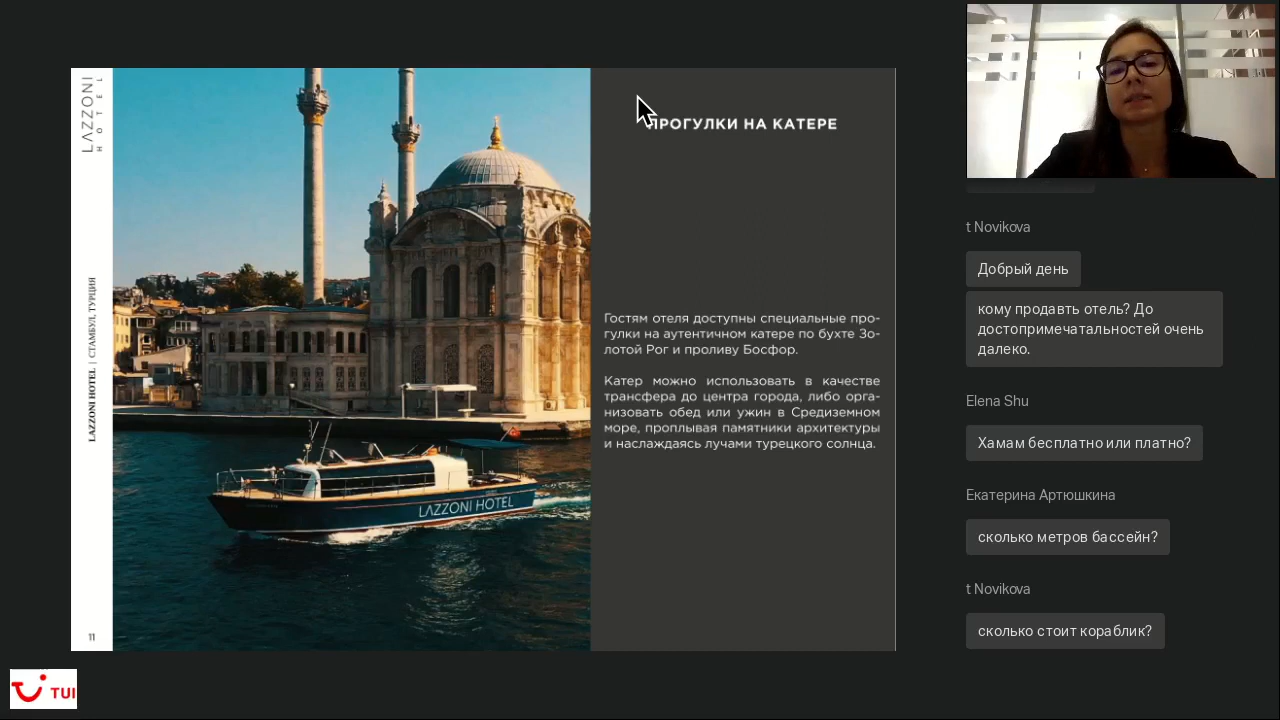 LAZZONI
HOTEL
LAZZONI HOTEL | СТАМБУЛ, ТУРЦИЯ
11
LAZZONI HOTEL
ПРОГУЛКИ НА КАТЕРЕ
Гостям отеля доступны специальные про-
гулки на аутентичном катере по бухте Зо-
лотой Рог и проливу Босфор.
Катер можно использовать в качестве
трансфера до центра города, либо орга-
низовать обед или ужин в Средиземном
море, проплывая памятники архитектуры
и наслаждаясь лучами турецкого солнца.
TUI
t Novikova
Добрый день
кому продавть отель? До
достопримечатальностей очень
далеко.
Elena Shu
Хамам бесплатно или платно?
Екатерина Артюшкина
сколько метров бассейн?
t Novikova
сколько стоит кораблик?